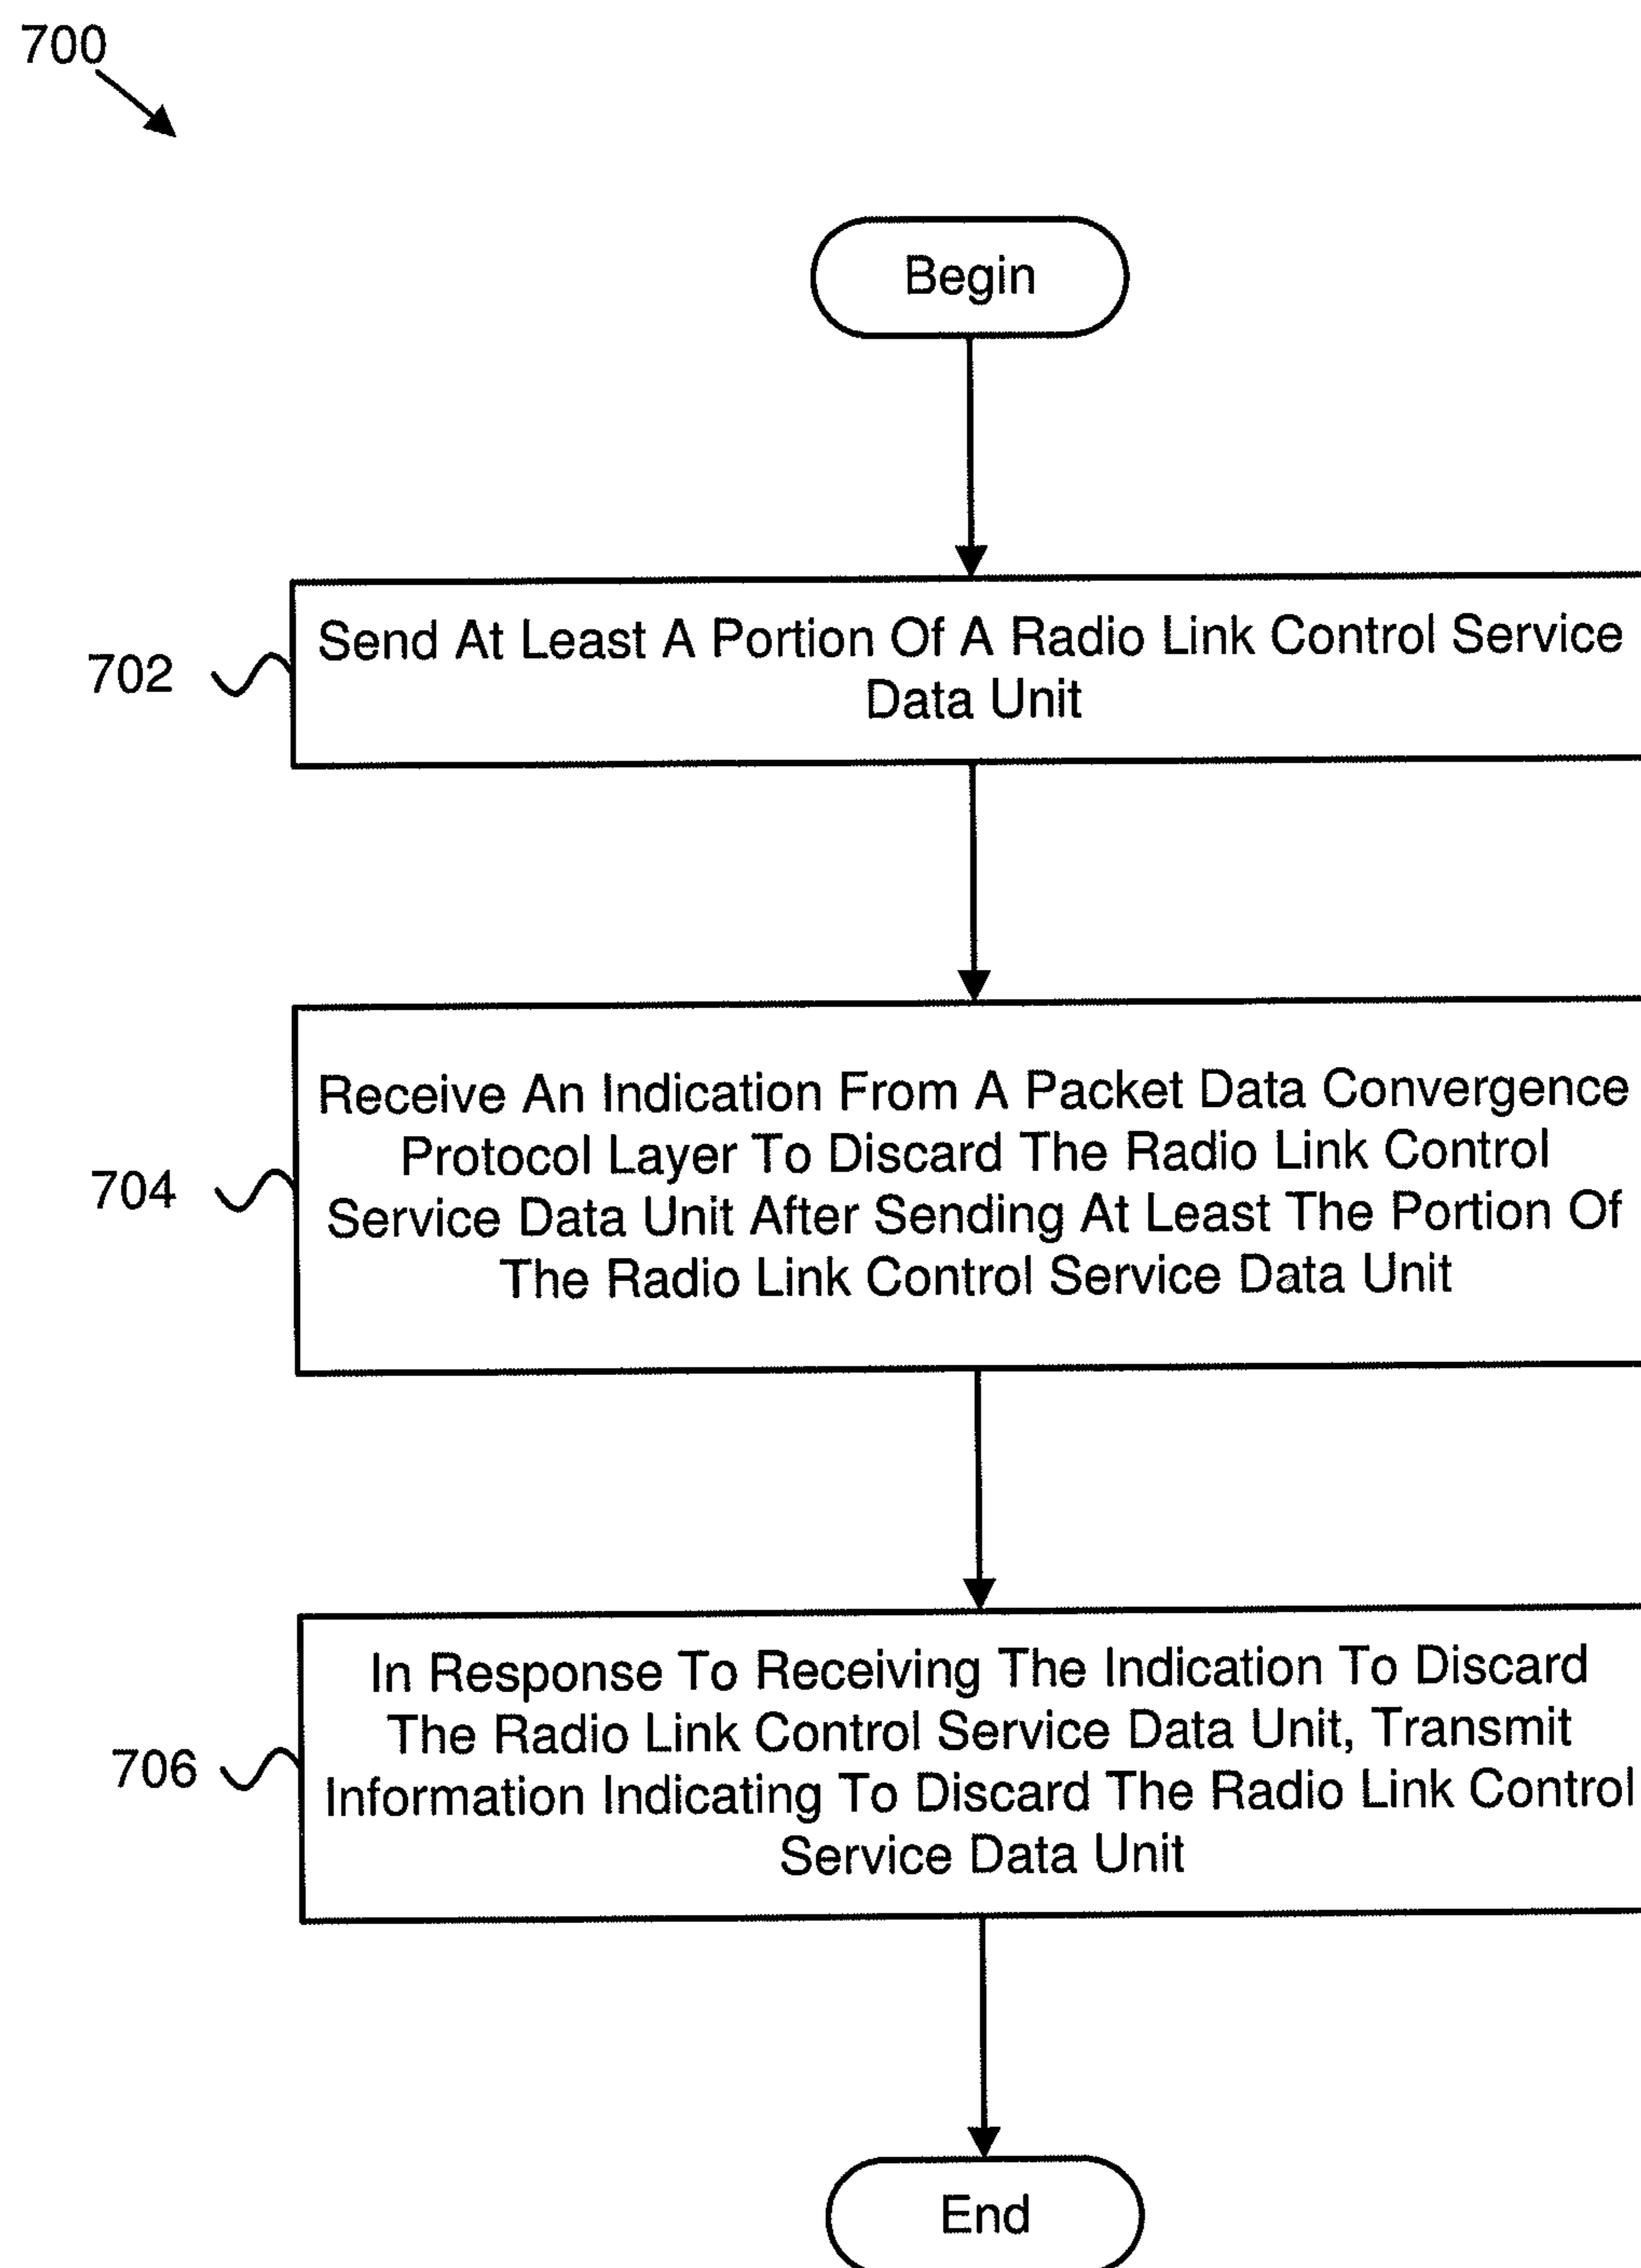 700
Begin
702
Send At Least A Portion Of A Radio Link Control Service
Data Unit
704
Receive An Indication From A Packet Data Convergence
Protocol Layer To Discard The Radio Link Control
Service Data Unit After Sending At Least The Portion Of
The Radio Link Control Service Data Unit
706
In Response To Receiving The Indication To Discard
The Radio Link Control Service Data Unit, Transmit
Information Indicating To Discard The Radio Link Control
Service Data Unit
End